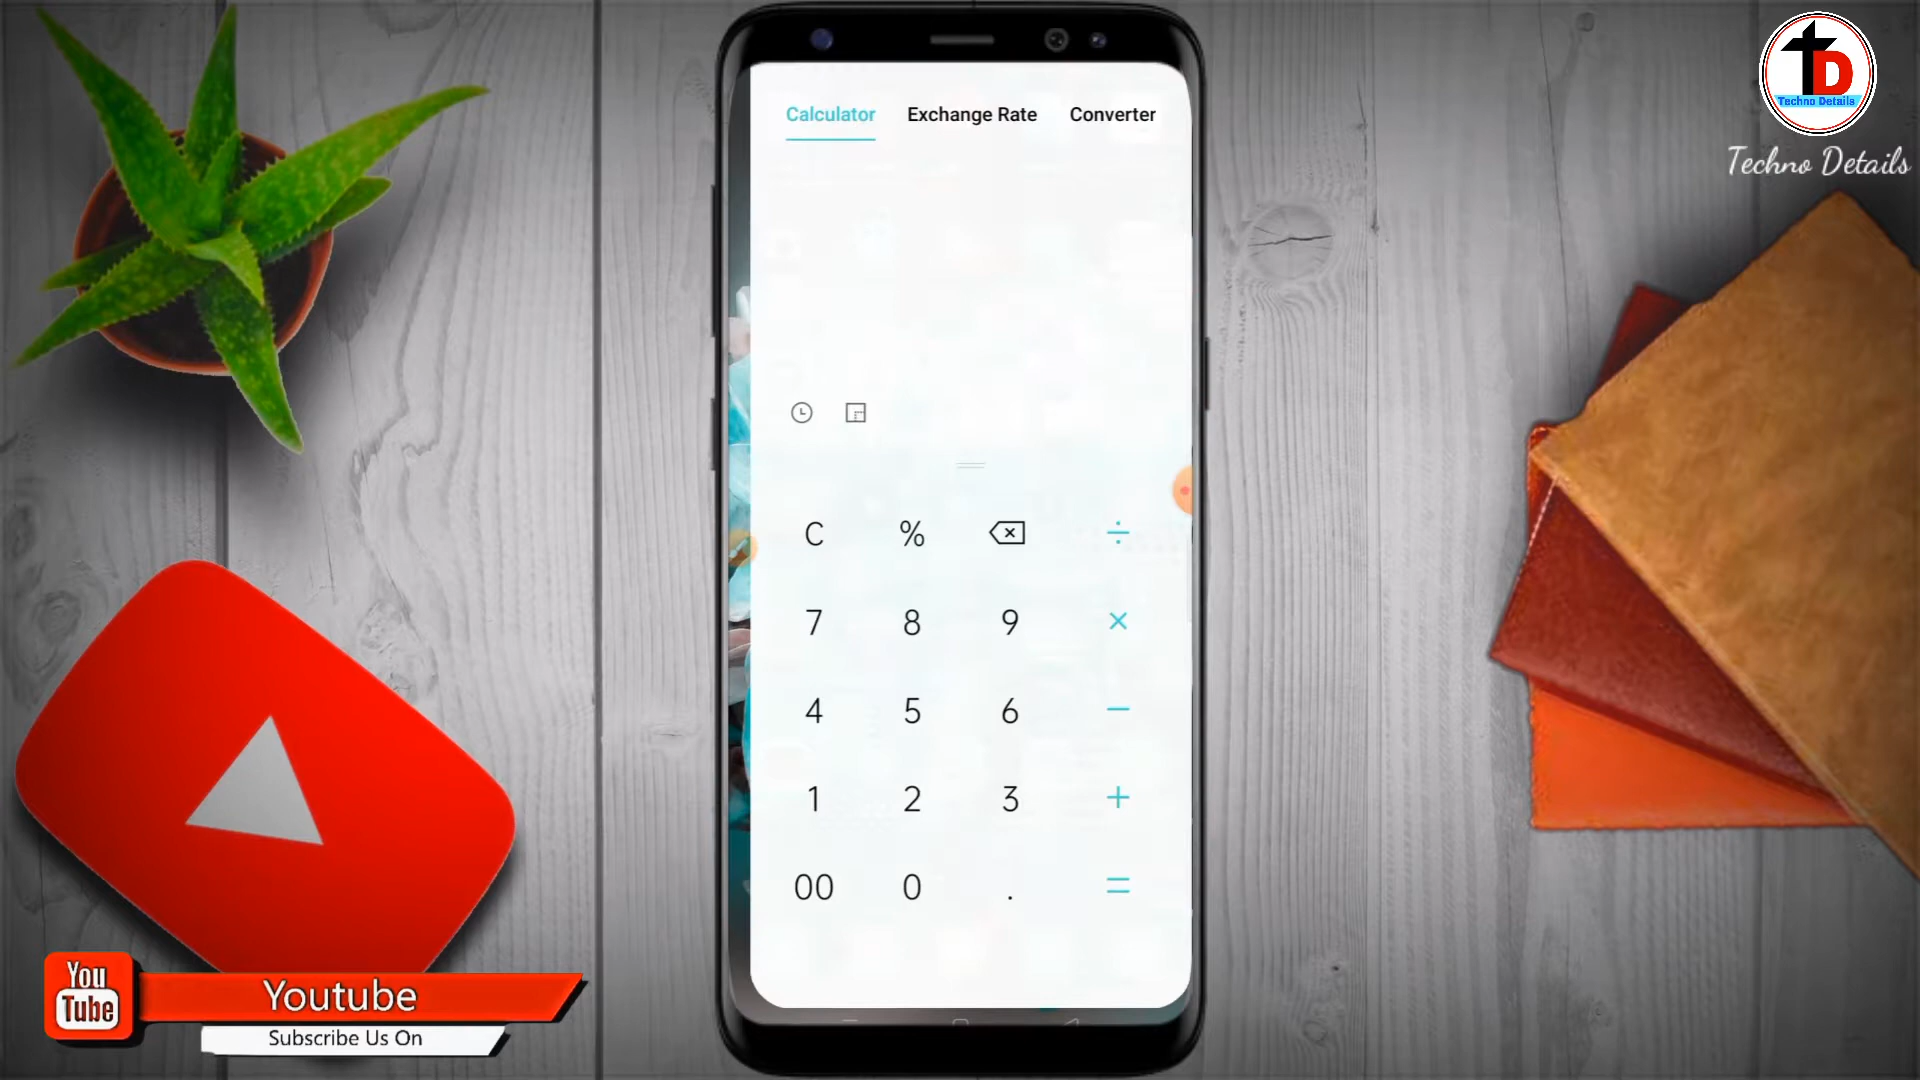 TD
Techno Details
Techno Details
Calculator Exchange Rate Converter
C %  ÷
7 8 9 ×
4 5 6 −
1 2 3 +
00 0 . =
You
Tube
Youtube
Subscribe Us On